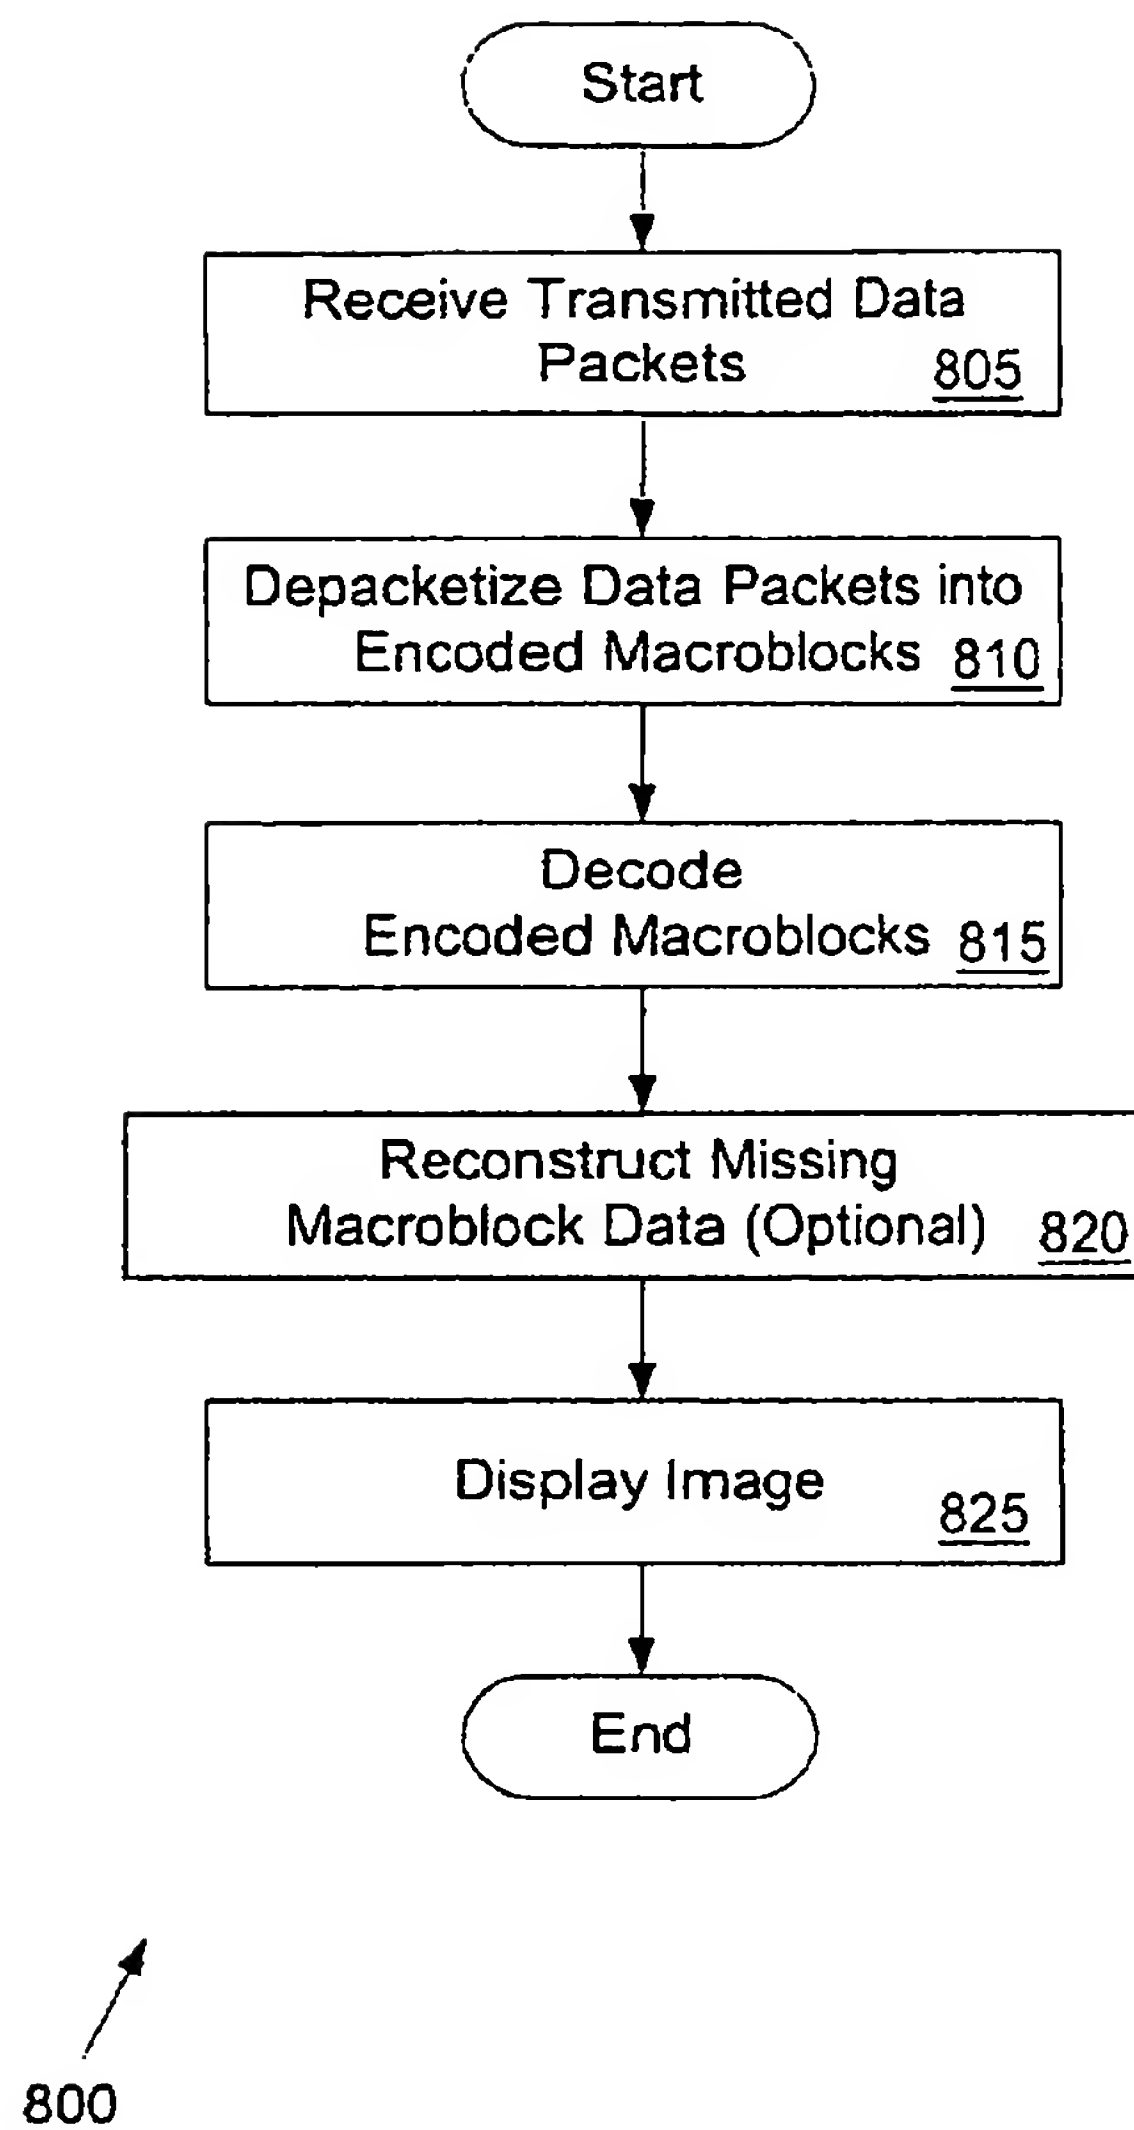 Start
Receive Transmitted Data
Packets 805
Depacketize Data Packets into
Encoded Macroblocks 810
Decode
Encoded Macroblocks 815
Reconstruct Missing
Macroblock Data (Optional) 820
Display Image
825
End
800